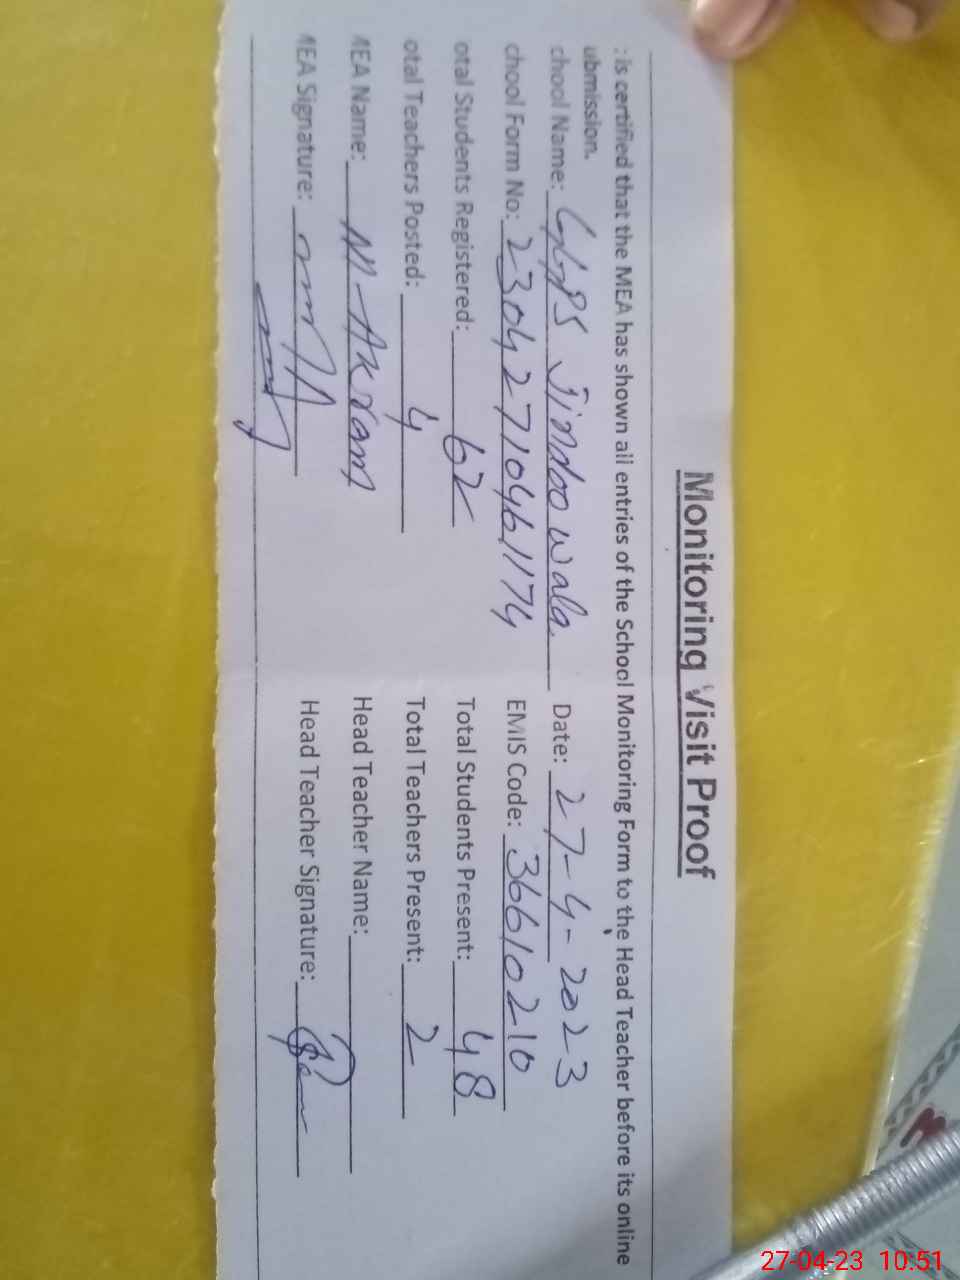 Monitoring Visit Proof
: is certified that the MEA has shown all entries of the School Monitoring Form to the Head Teacher before its online
ubmission.
chool Name: GGPS Jindoo wala Date: 27-4-2023
chool Form No: 23042710461174 EMIS Code: 36610210
otal Students Registered: 62 Total Students Present: 48
otal Teachers Posted: 4 Total Teachers Present: 2
MEA Name: M-Akram Head Teacher Name:
MEA Signature: Head Teacher Signature:
27-04-23 10:51